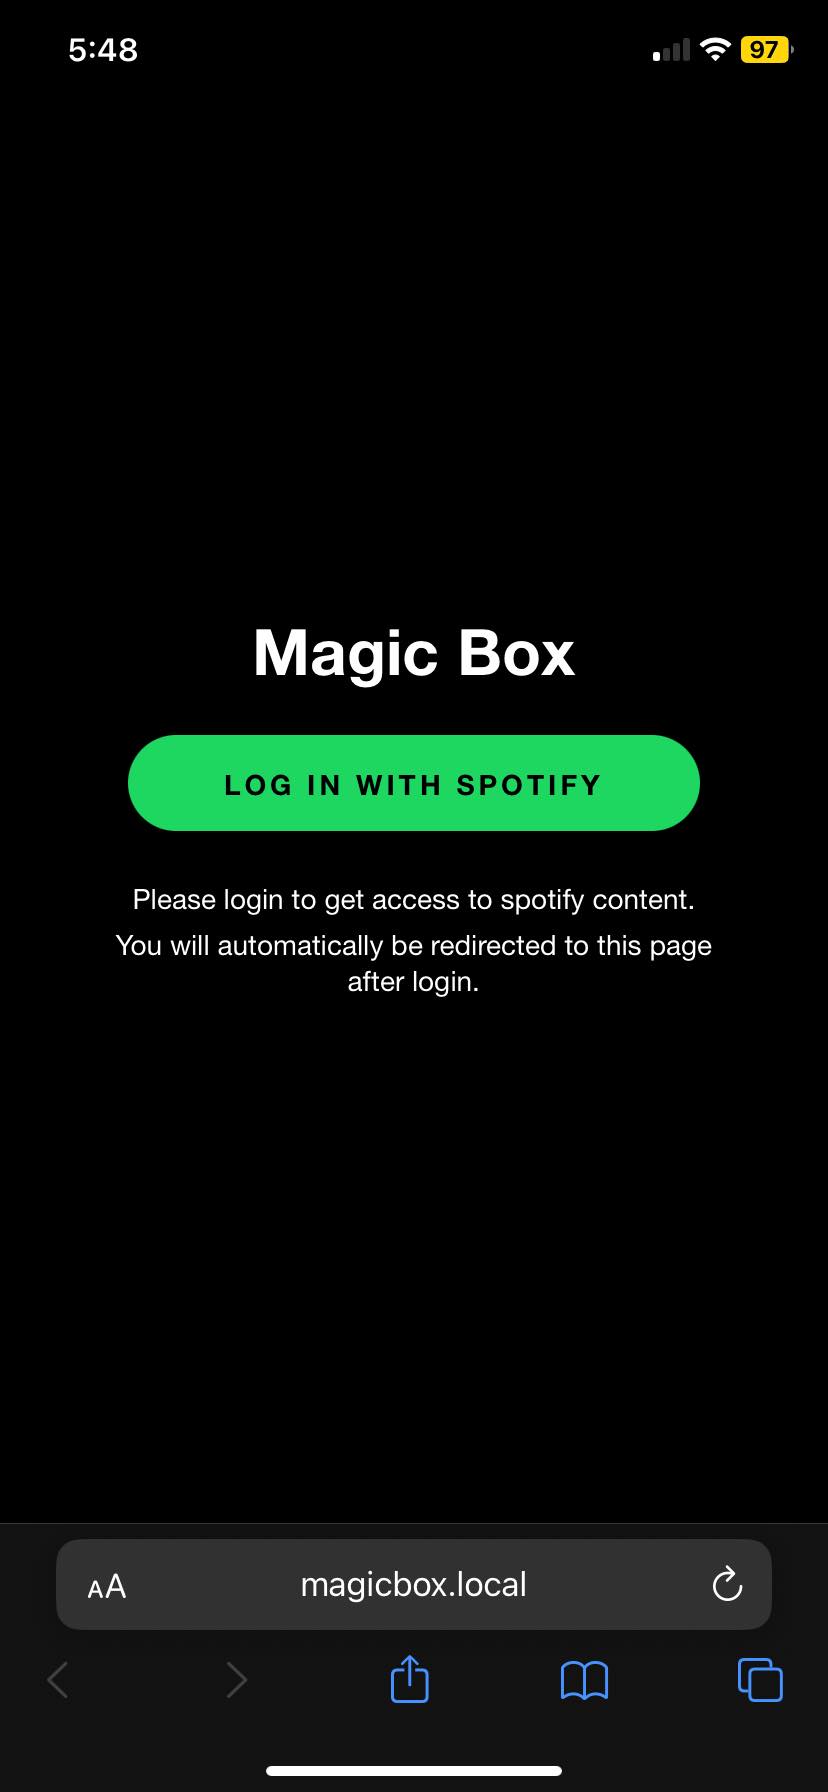 5:48
97
Magic Box
LOG IN WITH SPOTIFY
Please login to get access to spotify content.
You will automatically be redirected to this page
after login.
AA
magicbox.local